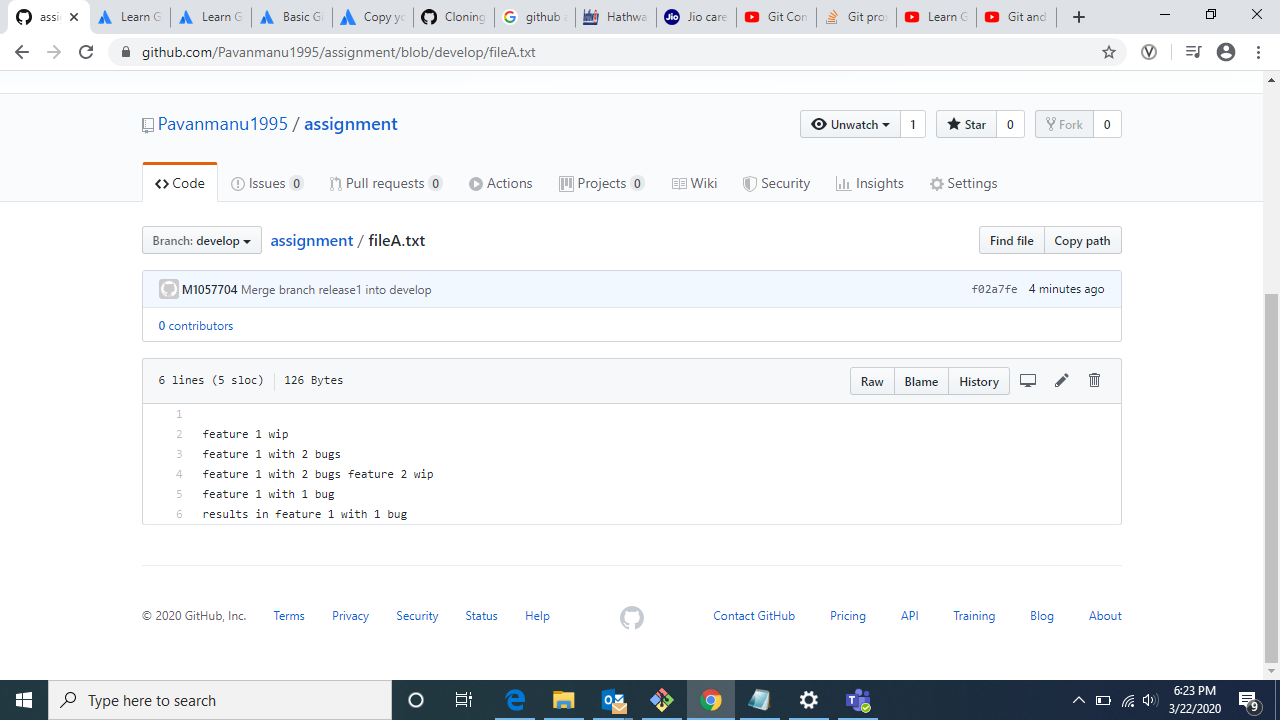 assig
Learn G
Learn G
Basic Gi
Copy yo
Cloning
github a
Hathwa
Jio care
Git Com
Git prox
Learn G
Git and
github.com/Pavanmanu1995/assignment/blob/develop/fileA.txt
Pavanmanu1995 / assignment
Unwatch 1
Star 0
Fork 0
Code
Issues 0
Pull requests 0
Actions
Projects 0
Wiki
Security
Insights
Settings
Branch: develop
assignment / fileA.txt
Find file
Copy path
M1057704 Merge branch release1 into develop
f02a7fe 4 minutes ago
0 contributors
6 lines (5 sloc) 126 Bytes
Raw
Blame
History
1
2 feature 1 wip
3 feature 1 with 2 bugs
4 feature 1 with 2 bugs feature 2 wip
5 feature 1 with 1 bug
6 results in feature 1 with 1 bug
© 2020 GitHub, Inc.
Terms
Privacy
Security
Status
Help
Contact GitHub
Pricing
API
Training
Blog
About
Type here to search
6:23 PM
3/22/2020
9